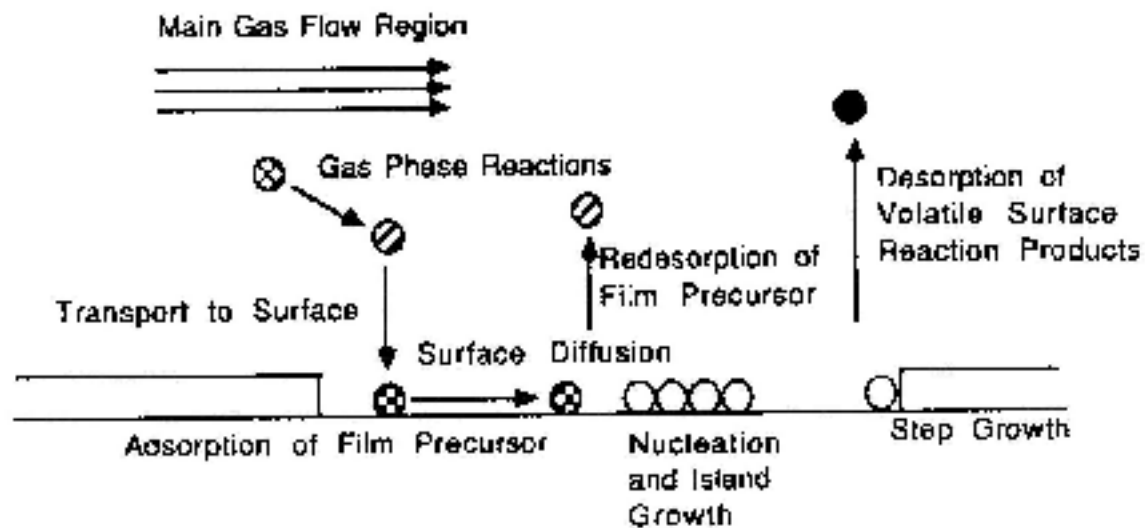 Main Gas Flow Region
Gas Phase Reactions
Desorption of
Volatile Surface
Reaction Products
Redesorption of
Film Precursor
Transport to Surface
Surface Diffusion
Adsorption of Film Precursor
Nucleation
and Island
Growth
Step Growth